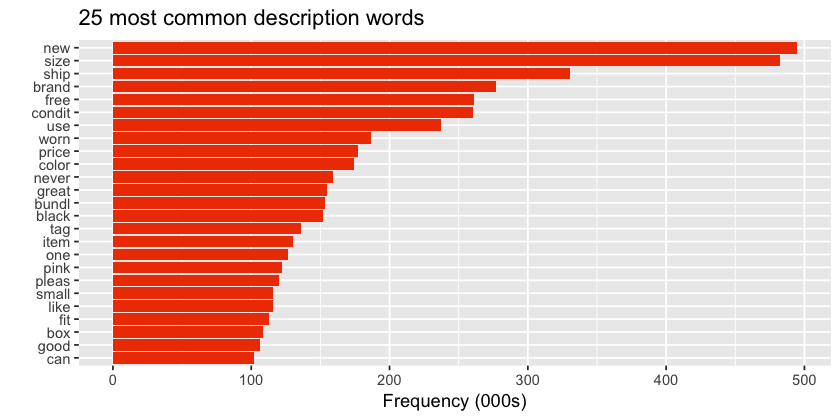 25 most common description words
new
size
ship
brand
free
condit
use
worn
price
color
never
great
bundl
black
tag
item
one
pink
pleas
small
like
fit
box
good
can
0 100 200 300 400 500
Frequency (000s)